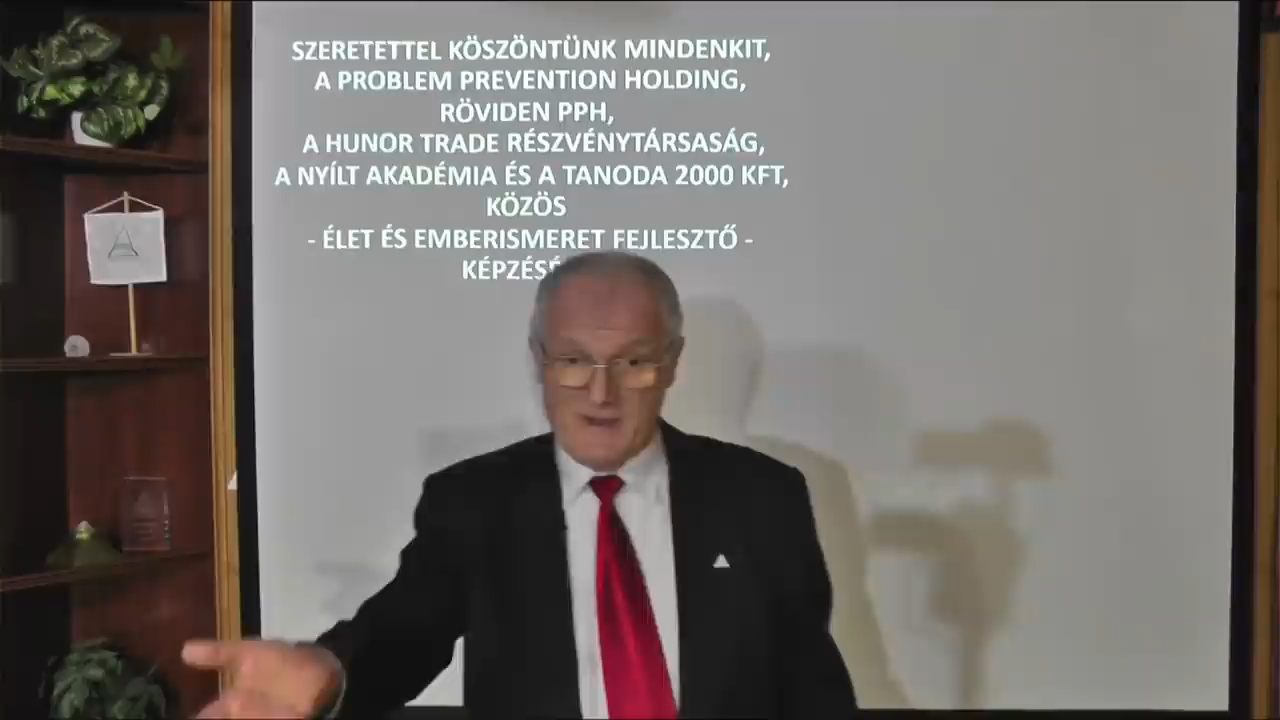 SZERETETTEL KÖSZÖNTÜNK MINDENKIT,
A PROBLEM PREVENTION HOLDING,
RÖVIDEN PPH,
A HUNOR TRADE RÉSZVÉNYTÁRSASÁG,
A NYÍLT AKADÉMIA ÉS A TANODA 2000 KFT,
KÖZÖS
- ÉLET ÉS EMBERISMERET FEJLESZTŐ -